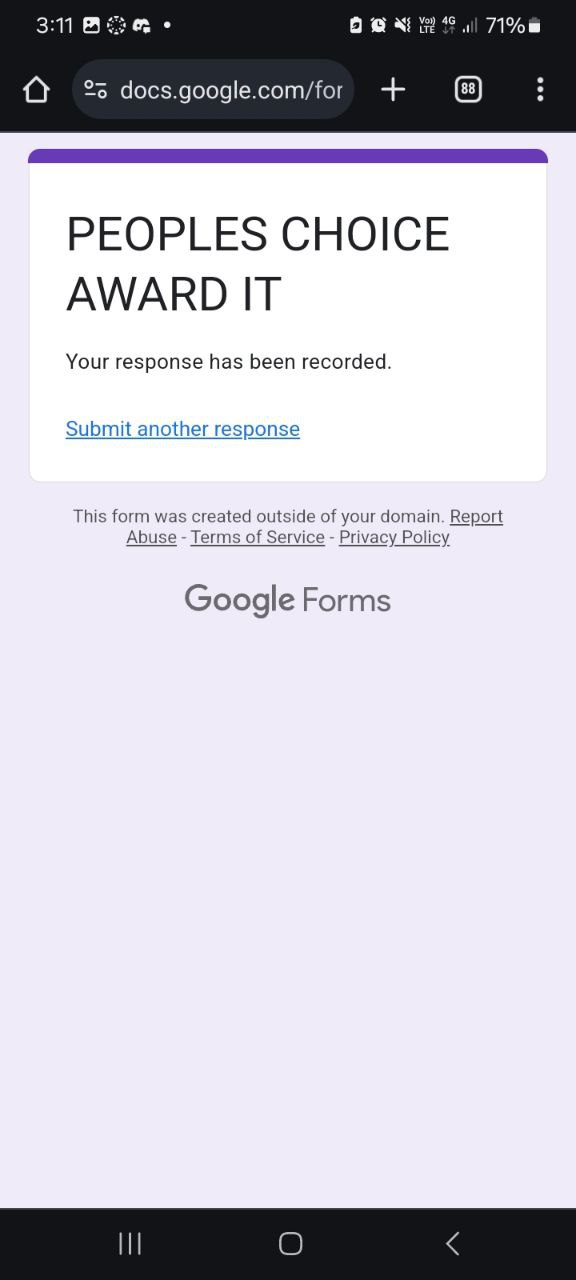 3:11 71%
Voo) LTE 4G
docs.google.com/for 88
PEOPLES CHOICE
AWARD IT
Your response has been recorded.
Submit another response
This form was created outside of your domain. Report
Abuse - Terms of Service - Privacy Policy
Google Forms